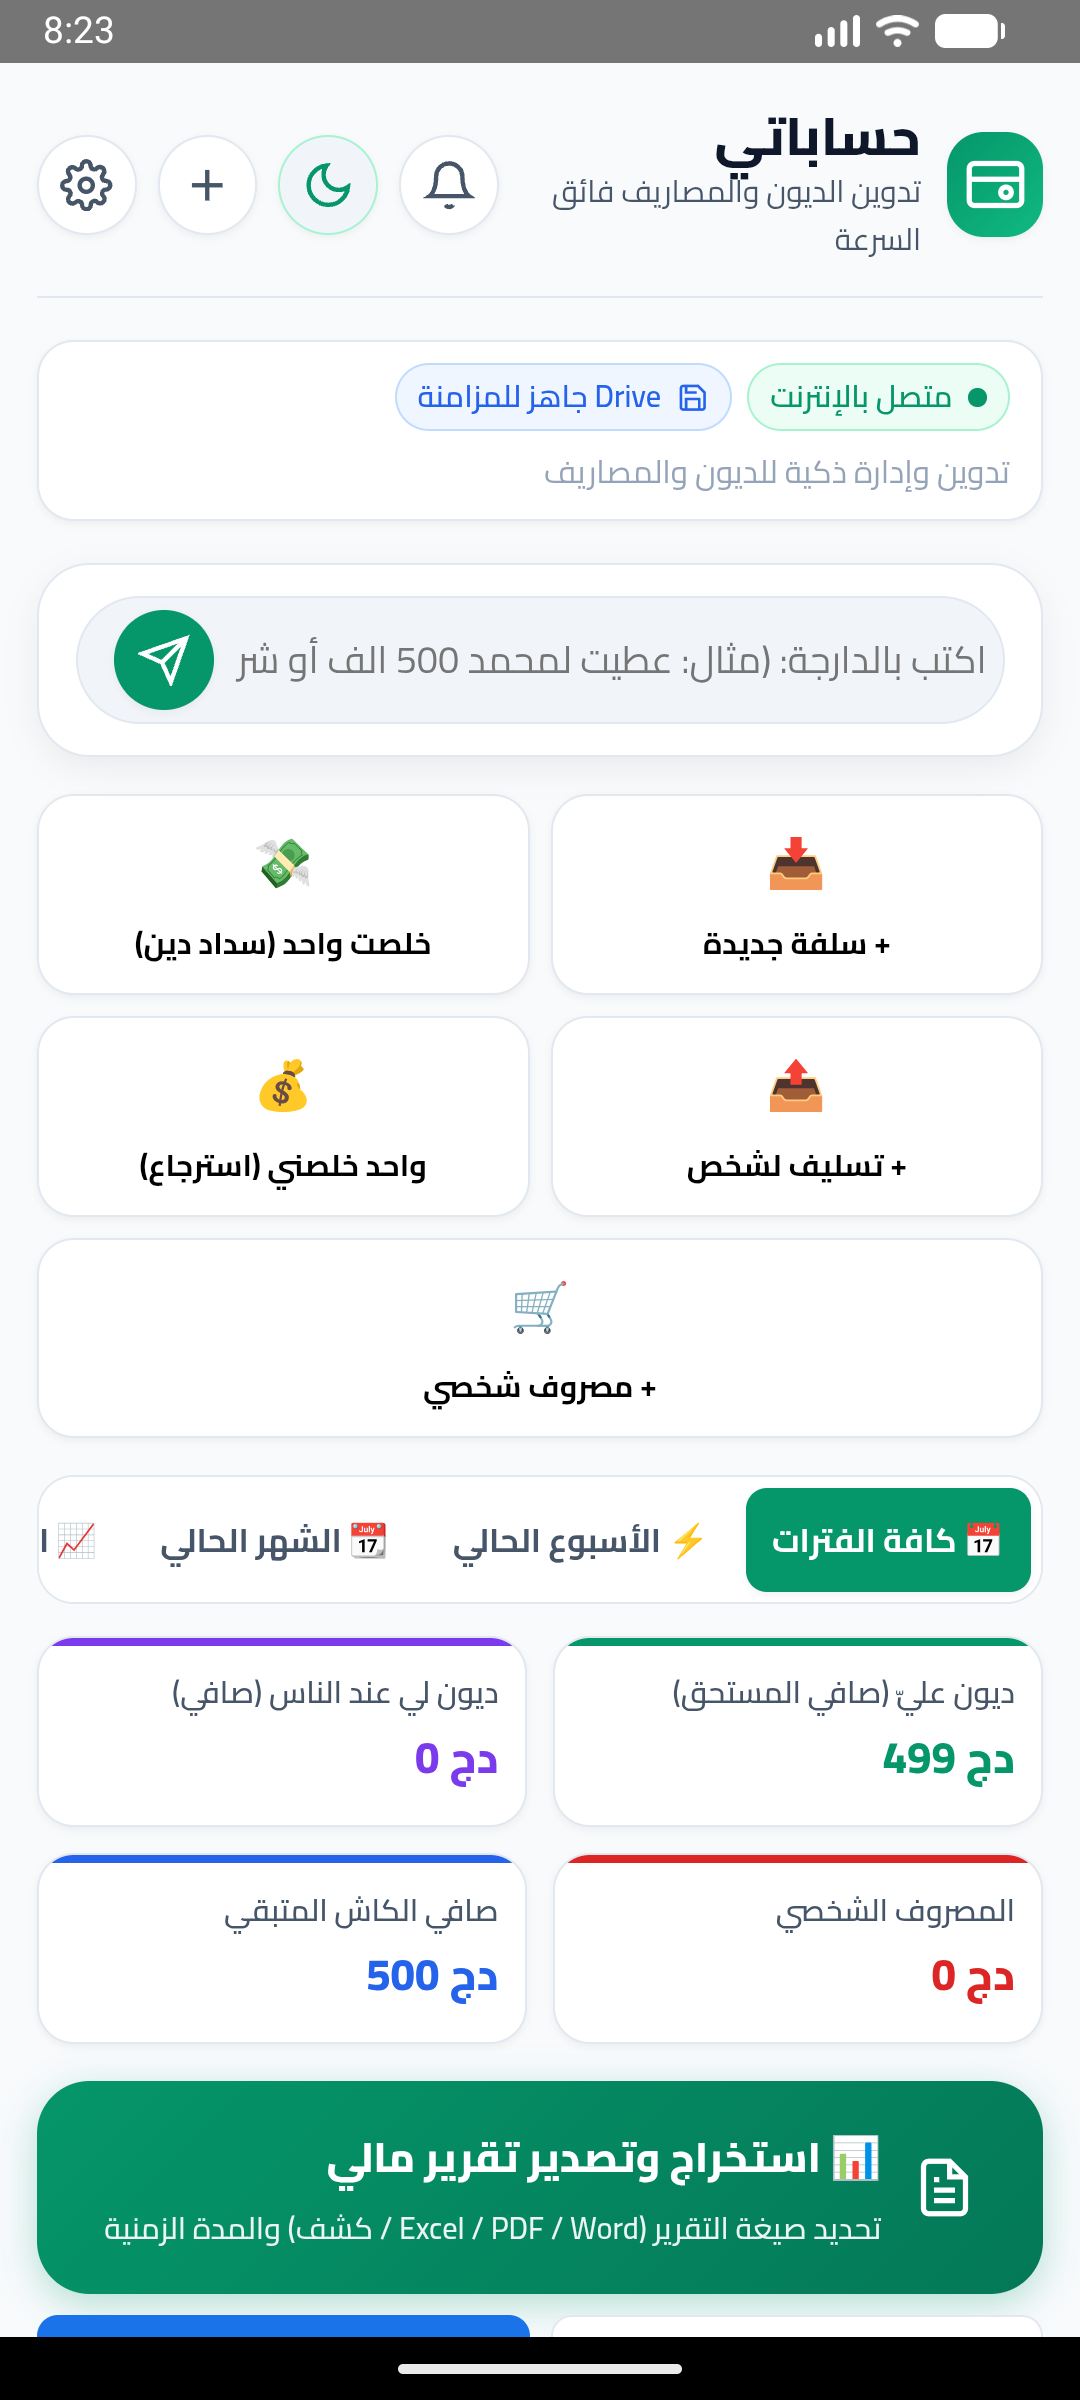 8:23
حساباتي
تدوين الديون والمصاريف فائق
السرعة
متصل بالإنترنت
Drive جاهز للمزامنة
تدوين وإدارة ذكية للديون والمصاريف
اكتب بالدارجة: (مثال: عطيت لمحمد 500 الف أو شر
+ سلفة جديدة
خلصت واحد (سداد دين)
+ تسليف لشخص
واحد خلصني (استرجاع)
+ مصروف شخصي
📅 كافة الفترات
⚡ الأسبوع الحالي
📆 الشهر الحالي
📈 ا
ديون عليّ (صافي المستحق)
499 دج
ديون لي عند الناس (صافي)
0 دج
المصروف الشخصي
0 دج
صافي الكاش المتبقي
500 دج
📊 استخراج وتصدير تقرير مالي
تحديد صيغة التقرير (Excel / PDF / Word / كشف) والمدة الزمنية